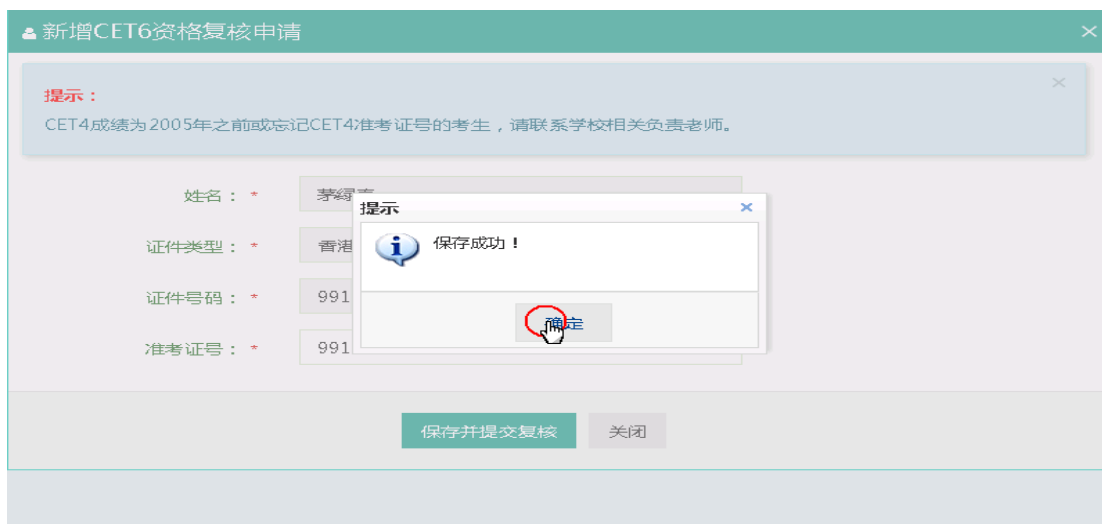 新增CET6资格复核申请
提示：
CET4成绩为2005年之前或忘记CET4准考证号的考生，请联系学校相关负责老师。
姓名： *
证件类型： * 香港
证件号码： * 991
准考证号： * 991
提示
保存成功！
确定
保存并提交复核 关闭